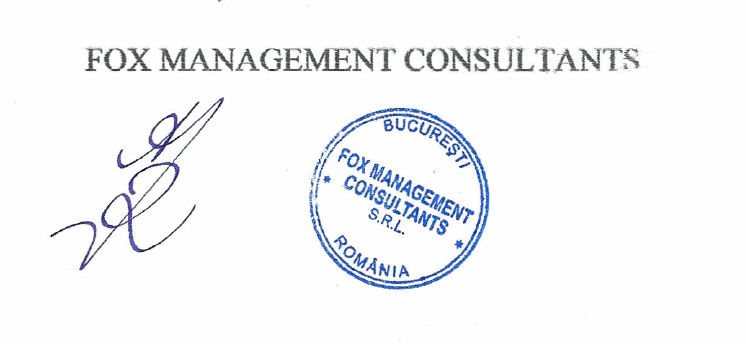 FOX MANAGEMENT CONSULTANTS
BUCUREȘTI
FOX MANAGEMENT
CONSULTANTS
S.R.L.
ROMÂNIA